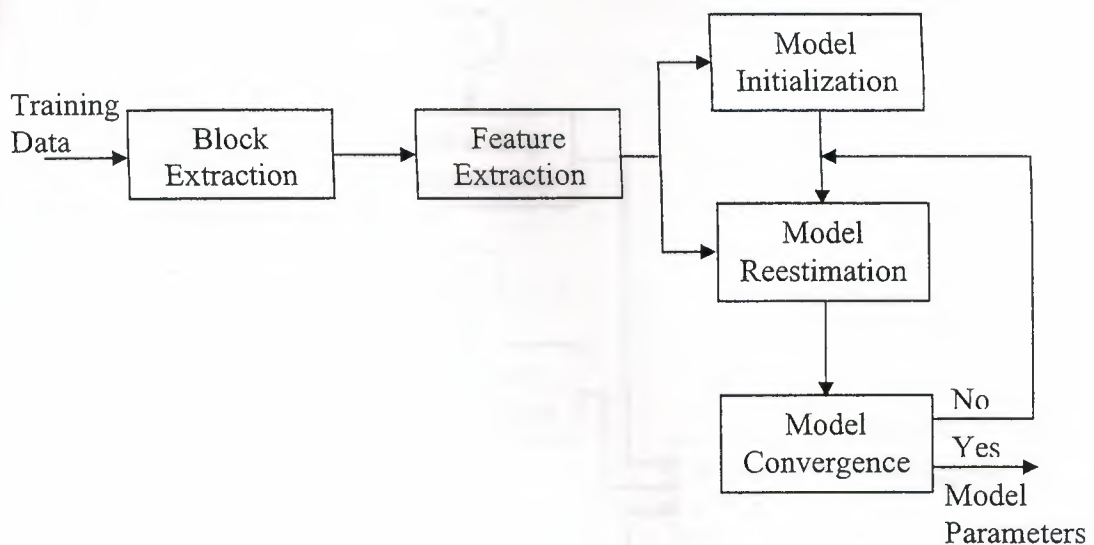 Training
Data
Block
Extraction
Feature
Extraction
Model
Initialization
Model
Reestimation
Model
Convergence
No
Yes
Model
Parameters